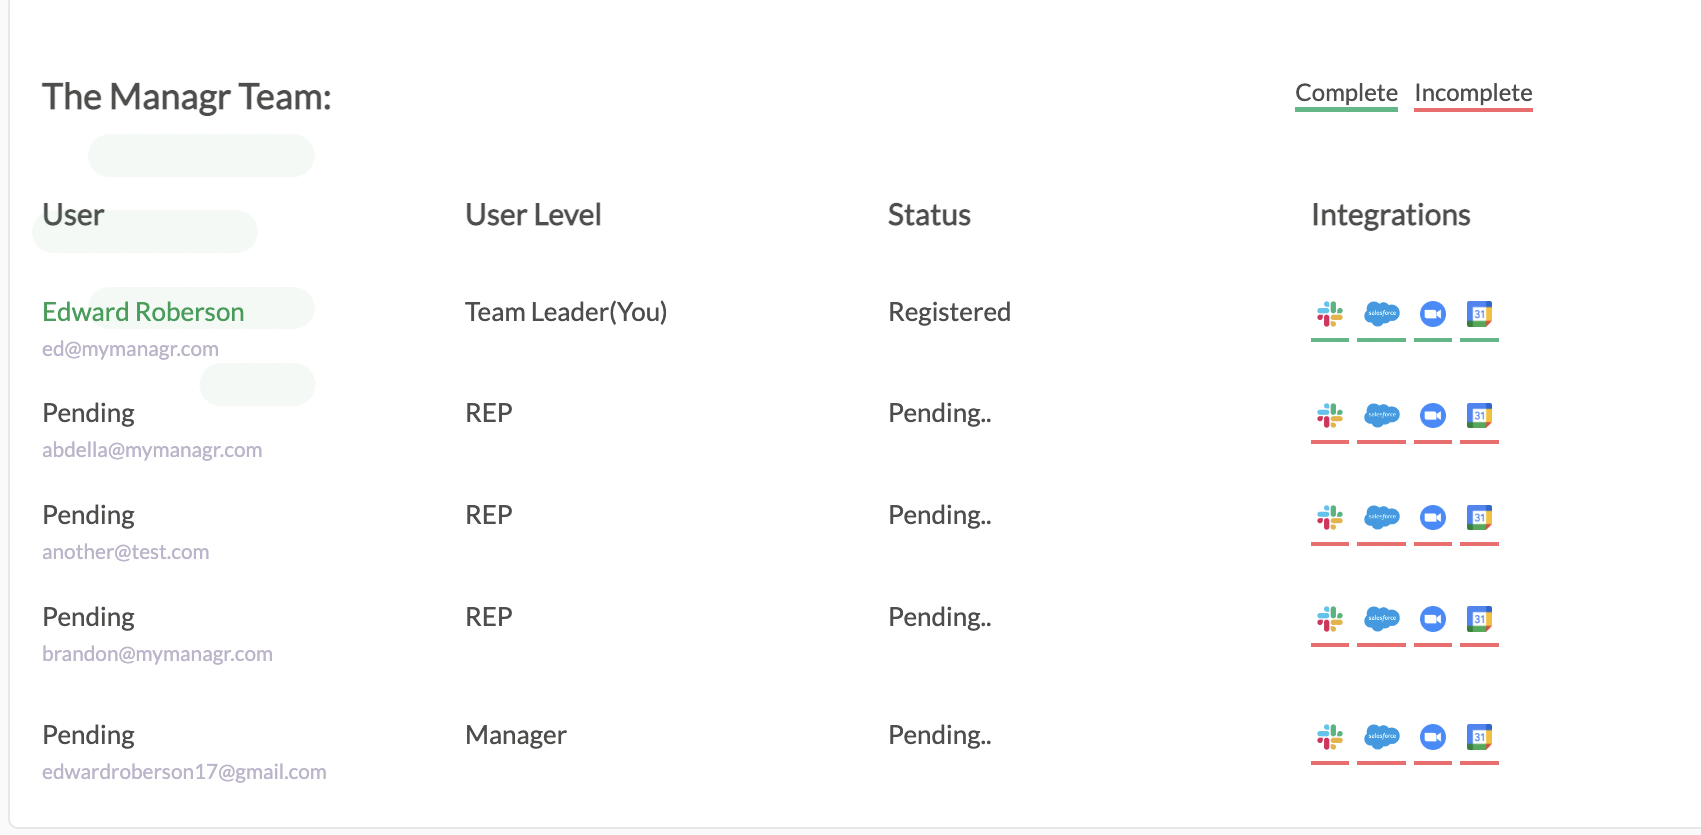 The Managr Team:
Complete Incomplete
User User Level Status Integrations
Edward Roberson Team Leader(You) Registered salesforce 31
ed@mymanagr.com
Pending REP Pending.. salesforce 31
abdella@mymanagr.com
Pending REP Pending.. salesforce 31
another@test.com
Pending REP Pending.. salesforce 31
brandon@mymanagr.com
Pending Manager Pending.. salesforce 31
edwardroberson17@gmail.com